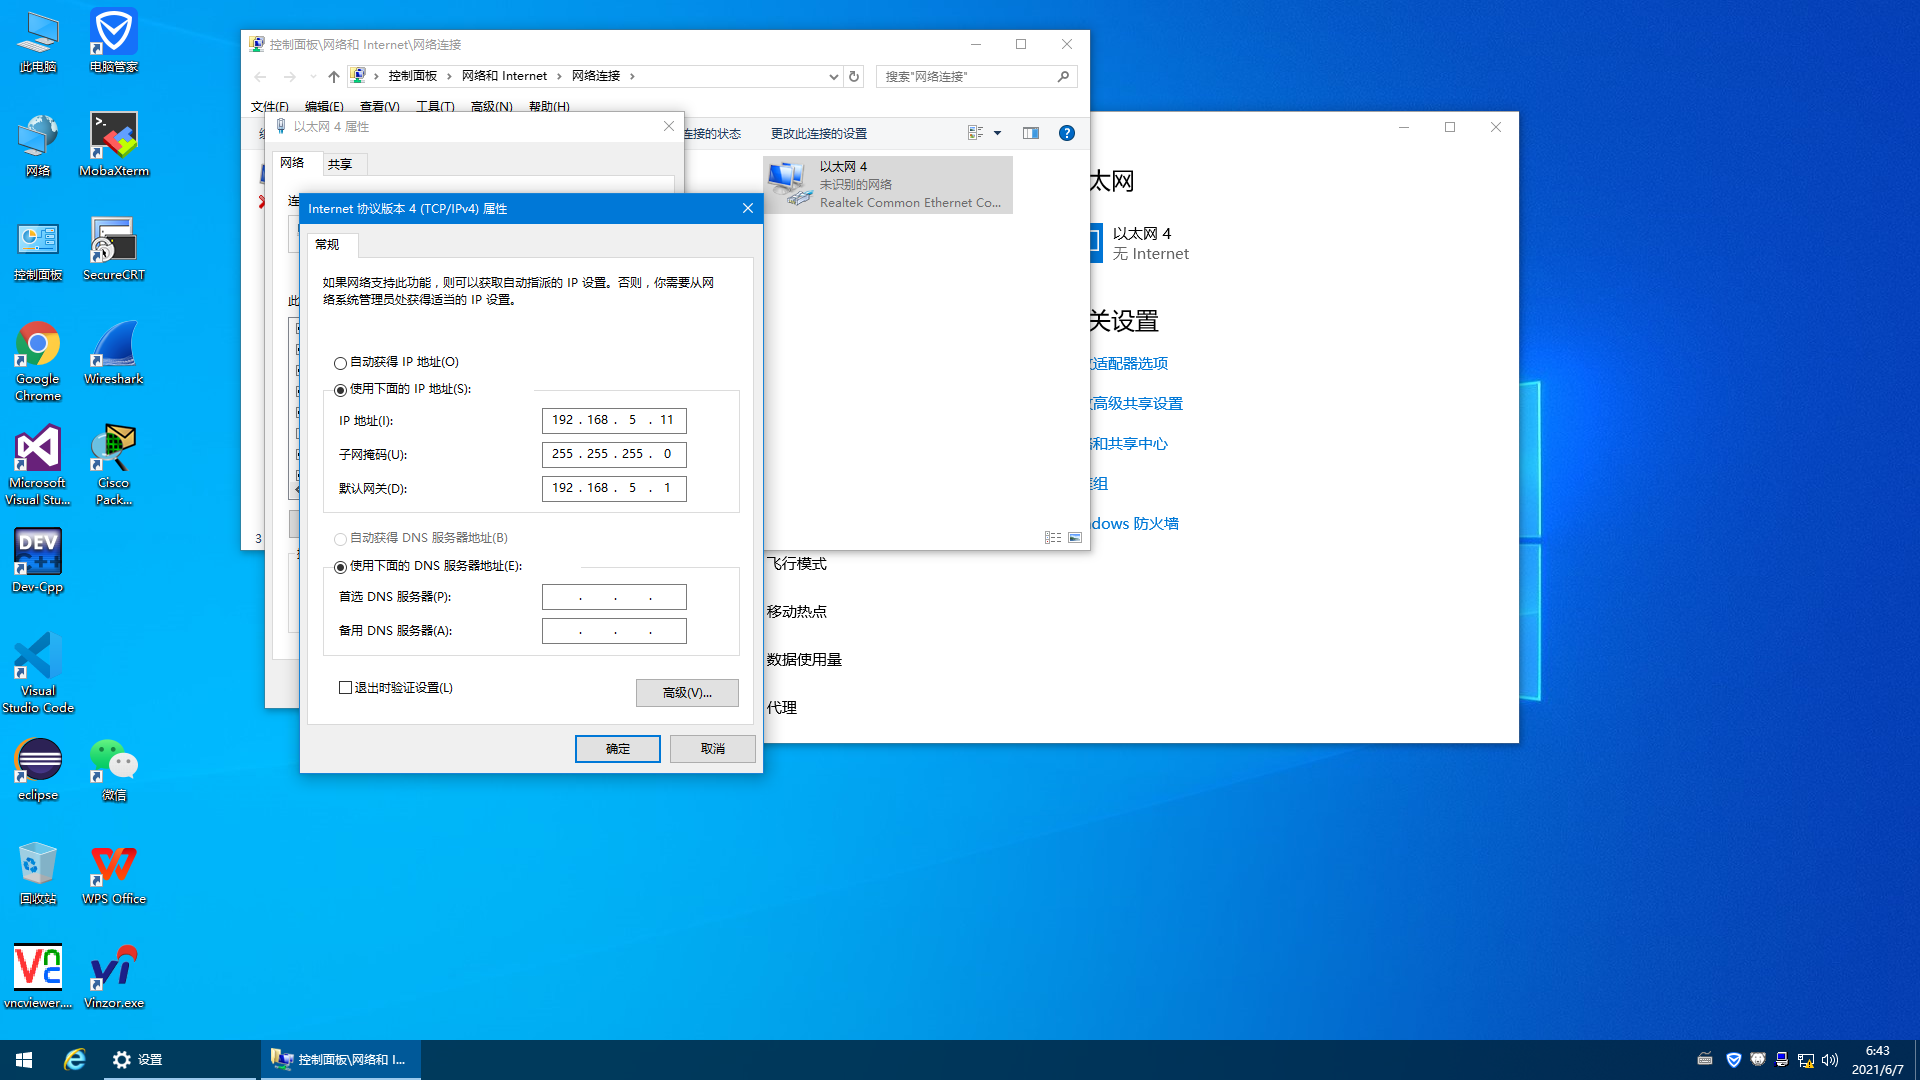 此电脑
电脑管家
网络
MobaXterm
控制面板
SecureCRT
Google
Chrome
Wireshark
Microsoft
Visual Stu...
Cisco
Pack...
Dev-Cpp
Visual
Studio Code
eclipse
微信
回收站
WPS Office
vncviewer....
Vinzor.exe
控制面板\网络和 Internet\网络连接
控制面板 › 网络和 Internet › 网络连接 ›
搜索"网络连接"
文件(F) 编辑(E) 查看(V) 工具(T) 高级(N) 帮助(H)
连接的状态 更改此连接的设置
以太网 4
未识别的网络
Realtek Common Ethernet Co...
3
以太网 4 属性
网络 共享
连
此
Internet 协议版本 4 (TCP/IPv4) 属性
常规
如果网络支持此功能，则可以获取自动指派的 IP 设置。否则，你需要从网
络系统管理员处获得适当的 IP 设置。
自动获得 IP 地址(O)
使用下面的 IP 地址(S):
IP 地址(I): 192 . 168 . 5 . 11
子网掩码(U): 255 . 255 . 255 . 0
默认网关(D): 192 . 168 . 5 . 1
自动获得 DNS 服务器地址(B)
使用下面的 DNS 服务器地址(E):
首选 DNS 服务器(P): . . .
备用 DNS 服务器(A): . . .
退出时验证设置(L)
高级(V)...
确定 取消
太网
以太网 4
无 Internet
关设置
适配器选项
高级共享设置
和共享中心
组
dows 防火墙
飞行模式
移动热点
数据使用量
代理
设置
控制面板\网络和 I...
6:43
2021/6/7